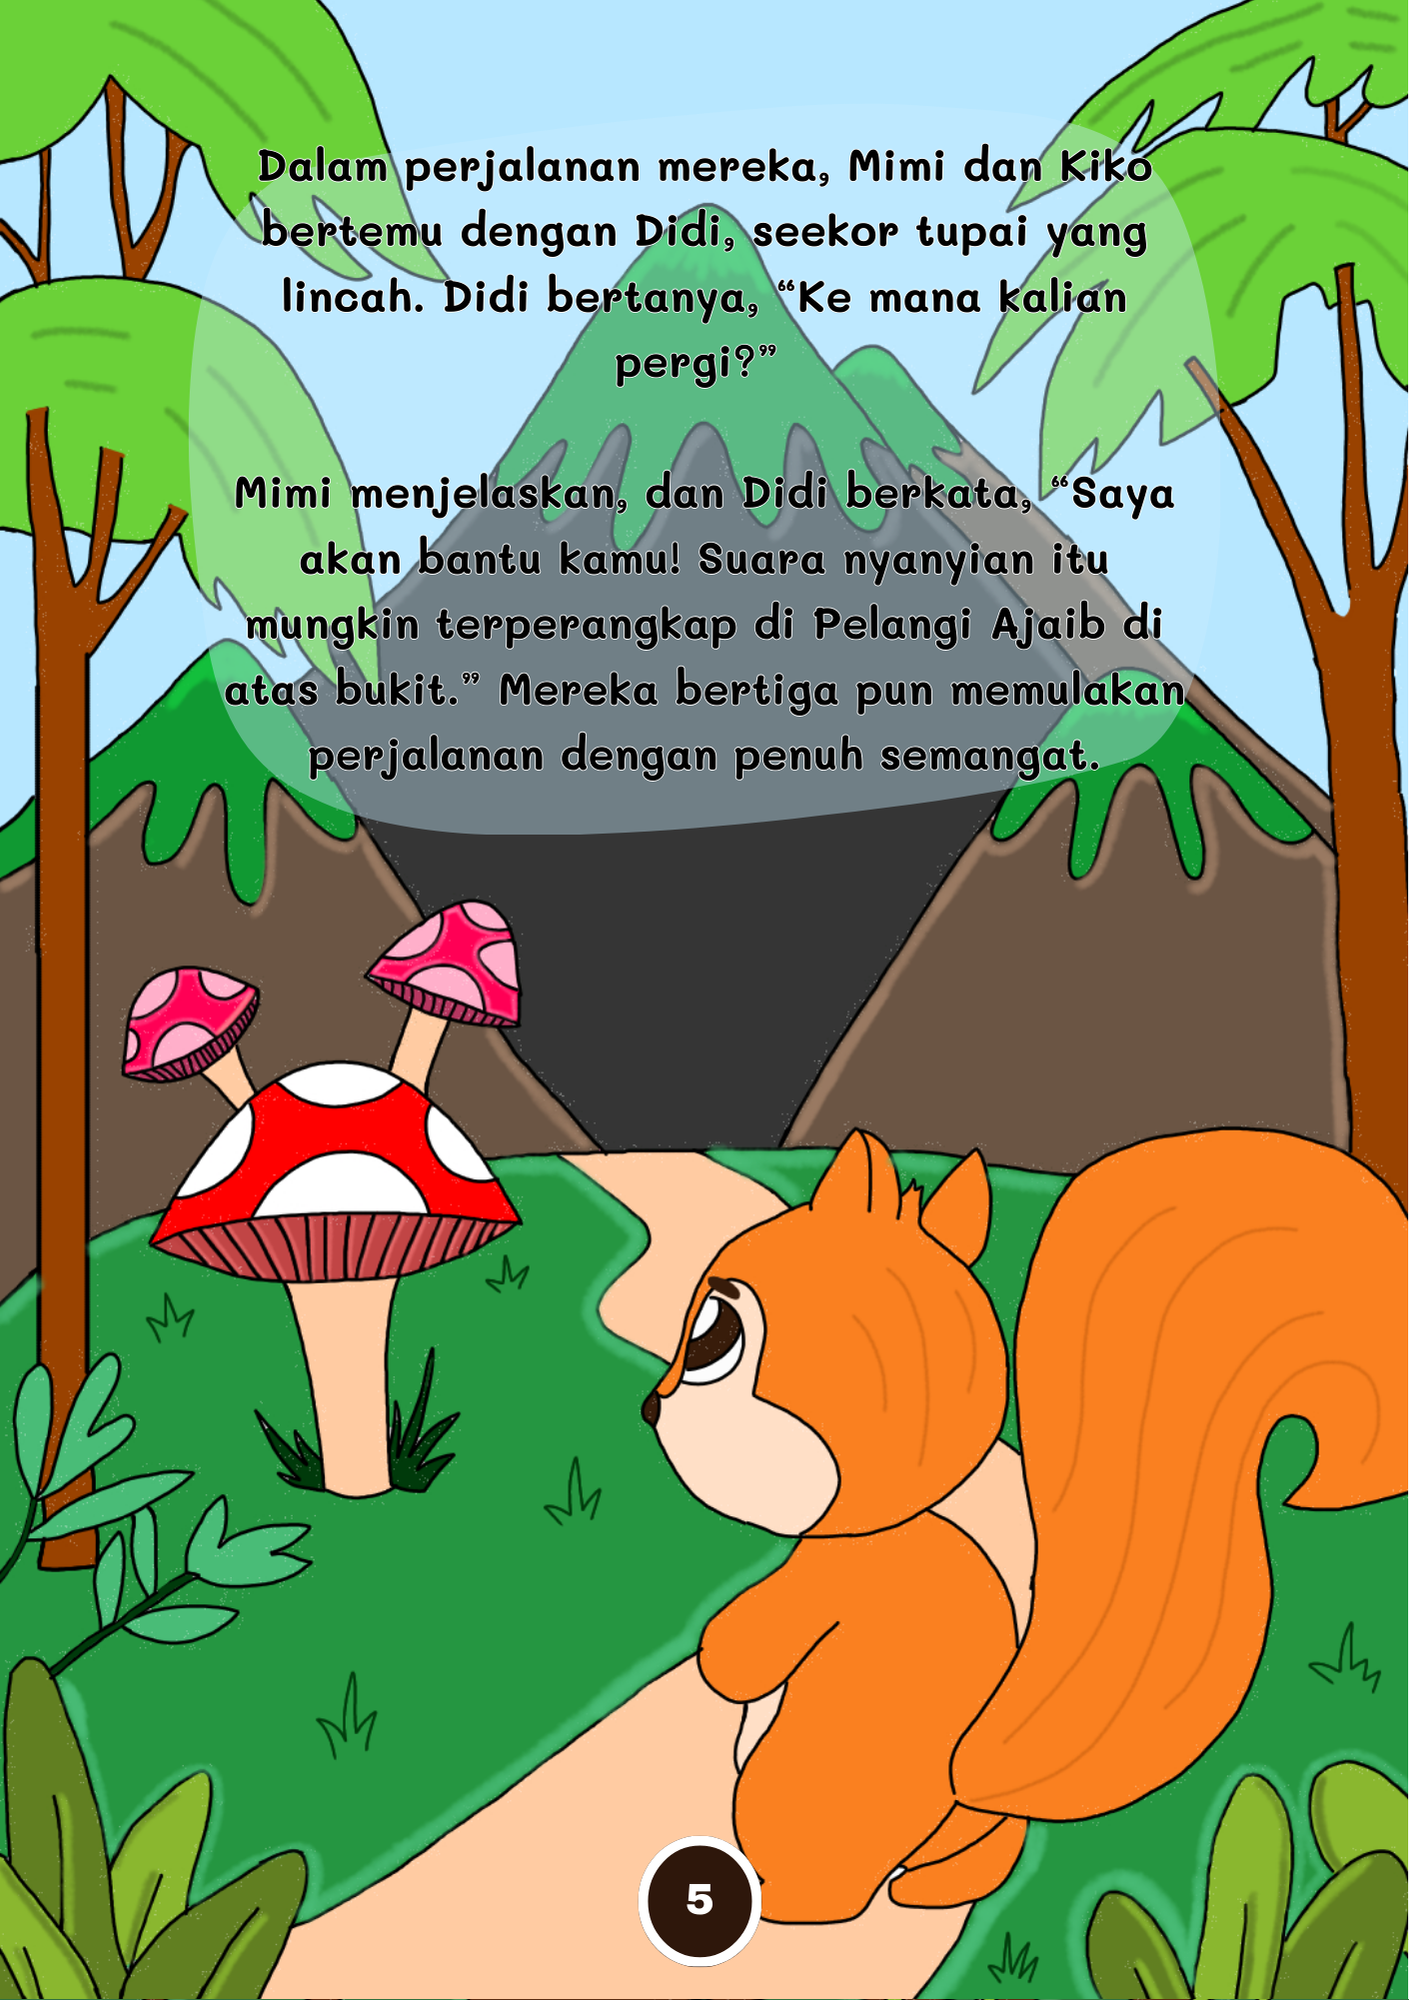 Dalam perjalanan mereka, Mimi dan Kiko
bertemu dengan Didi, seekor tupai yang
lincah. Didi bertanya, “Ke mana kalian
pergi?”
Mimi menjelaskan, dan Didi berkata, “Saya
akan bantu kamu! Suara nyanyian itu
mungkin terperangkap di Pelangi Ajaib di
atas bukit.” Mereka bertiga pun memulakan
perjalanan dengan penuh semangat.
5